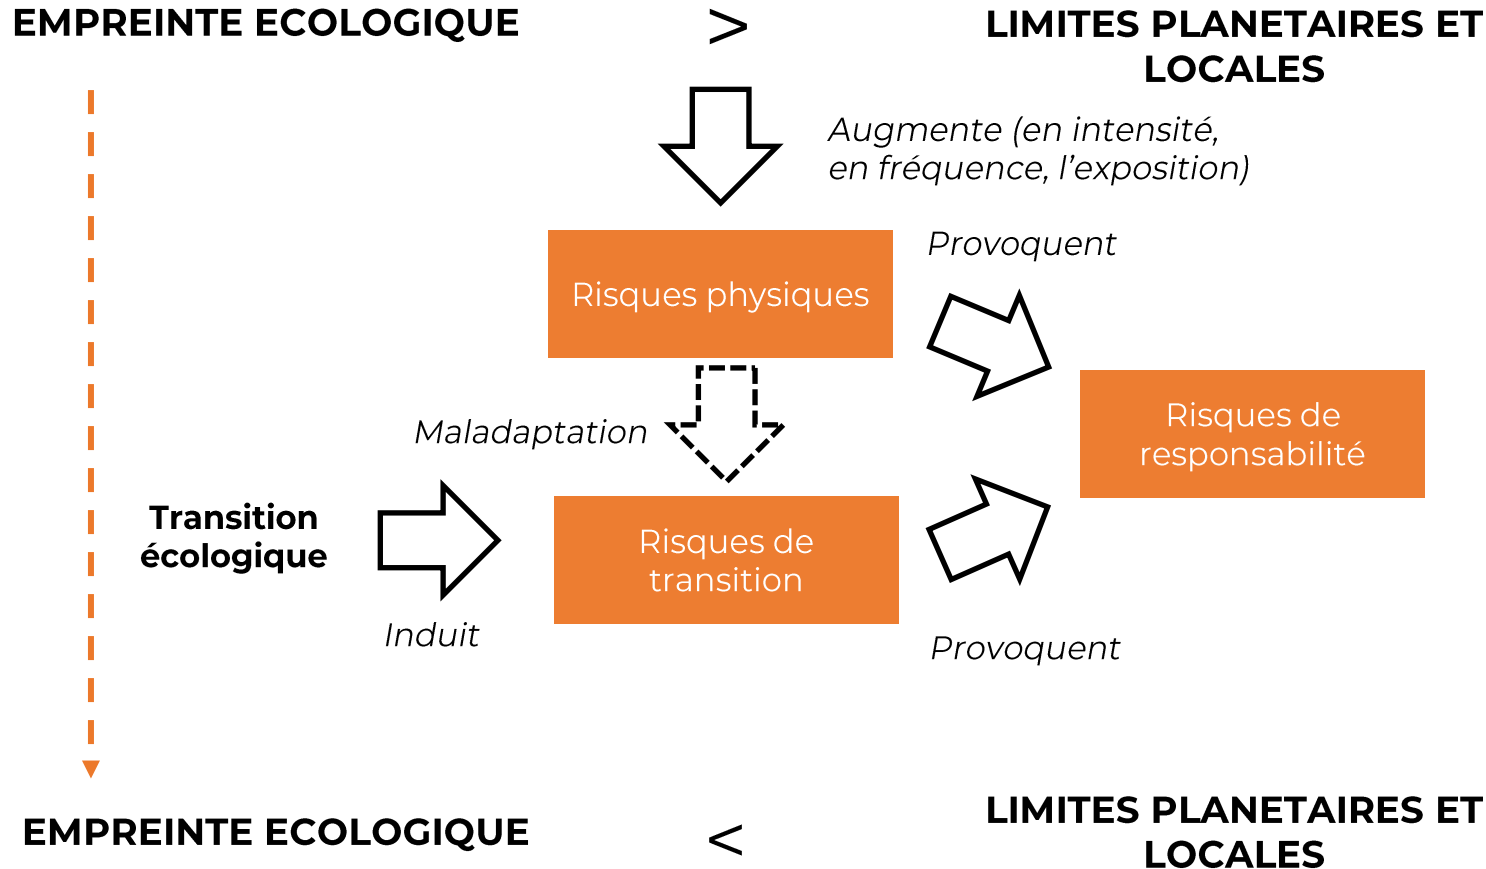 EMPREINTE ECOLOGIQUE
>
LIMITES PLANETAIRES ET
LOCALES
Augmente (en intensité,
en fréquence, l’exposition)
Risques physiques
Provoquent
Maladaptation
Risques de
responsabilité
Transition
écologique
Induit
Risques de
transition
Provoquent
EMPREINTE ECOLOGIQUE
<
LIMITES PLANETAIRES ET
LOCALES